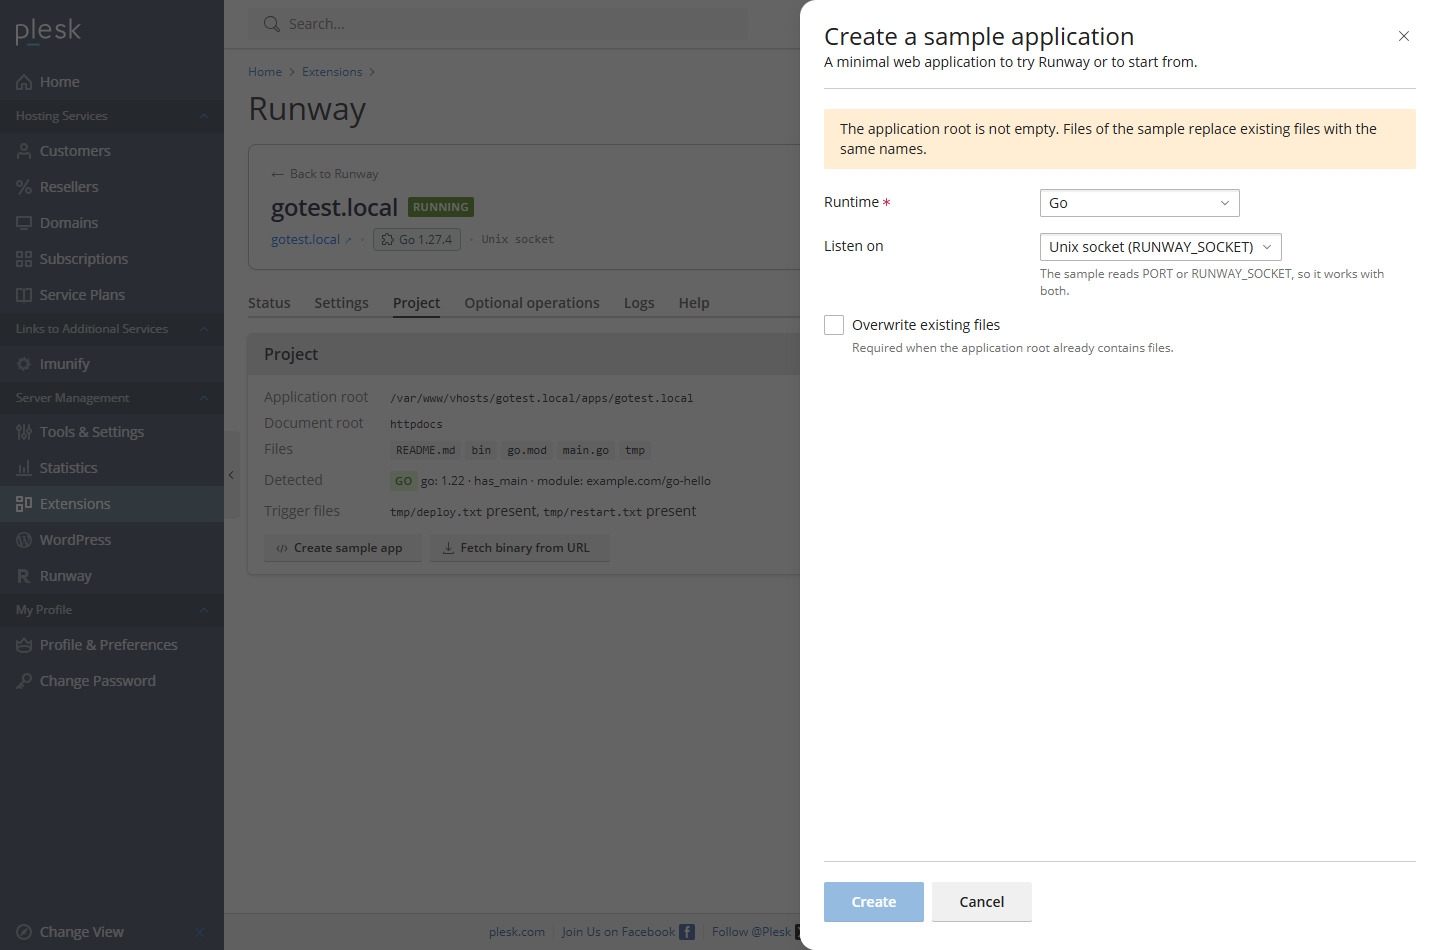 plesk
Home
Hosting Services
Customers
Resellers
Domains
Subscriptions
Service Plans
Links to Additional Services
Imunify
Server Management
Tools & Settings
Statistics
Extensions
WordPress
Runway
My Profile
Profile & Preferences
Change Password
Change View
Search...
Home > Extensions >
Runway
← Back to Runway
gotest.local RUNNING
gotest.local ↗ · Go 1.27.4 · Unix socket
Status Settings Project Optional operations Logs Help
Project
Application root /var/www/vhosts/gotest.local/apps/gotest.local
Document root httpdocs
Files README.md bin go.mod main.go tmp
Detected GO go: 1.22 · has_main · module: example.com/go-hello
Trigger files tmp/deploy.txt present, tmp/restart.txt present
Create sample app Fetch binary from URL
plesk.com Join Us on Facebook Follow @Plesk
Create a sample application
A minimal web application to try Runway or to start from.
The application root is not empty. Files of the sample replace existing files with the
same names.
Runtime * Go
Listen on Unix socket (RUNWAY_SOCKET)
The sample reads PORT or RUNWAY_SOCKET, so it works with
both.
Overwrite existing files
Required when the application root already contains files.
Create Cancel